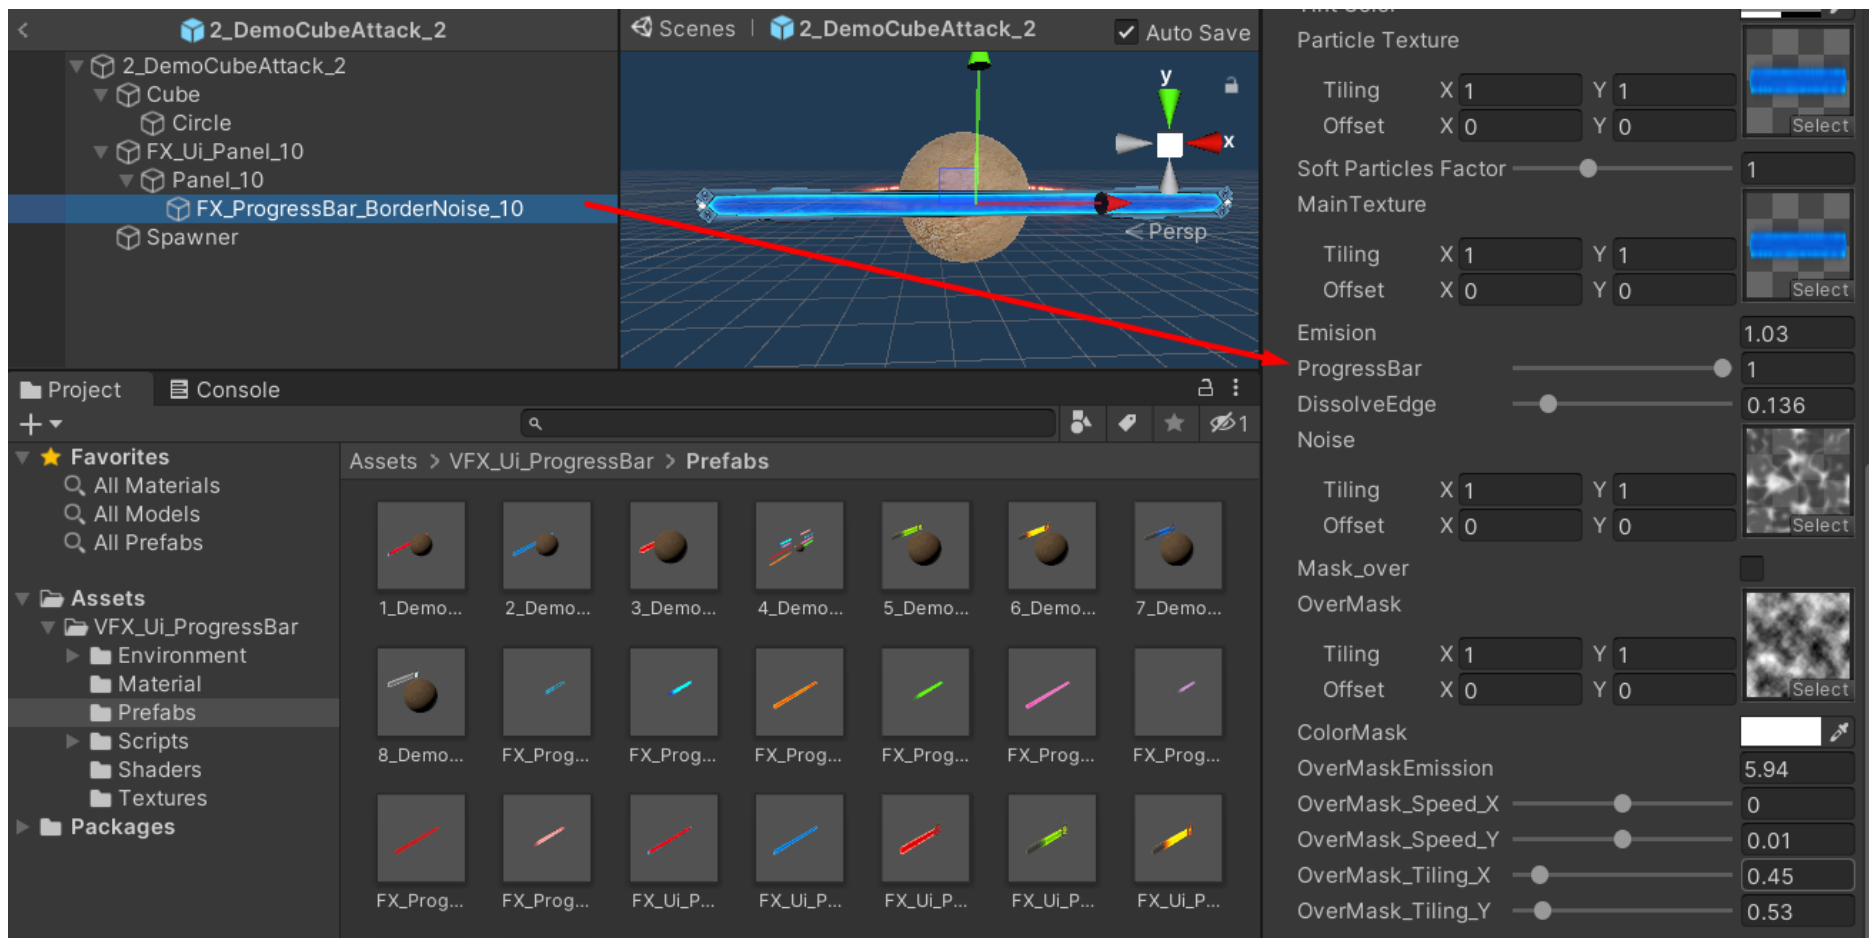 2_DemoCubeAttack_2
2_DemoCubeAttack_2
Cube
Circle
FX_Ui_Panel_10
Panel_10
FX_ProgressBar_BorderNoise_10
Spawner
Scenes | 2_DemoCubeAttack_2 Auto Save
y
x
Persp
Project Console
1
Favorites
All Materials
All Models
All Prefabs
Assets
VFX_Ui_ProgressBar
Environment
Material
Prefabs
Scripts
Shaders
Textures
Packages
Assets > VFX_Ui_ProgressBar > Prefabs
1_Demo... 2_Demo... 3_Demo... 4_Demo... 5_Demo... 6_Demo... 7_Demo...
8_Demo... FX_Prog... FX_Prog... FX_Prog... FX_Prog... FX_Prog... FX_Prog...
FX_Prog... FX_Prog... FX_Ui_P... FX_Ui_P... FX_Ui_P... FX_Ui_P... FX_Ui_P...
Particle Texture
Tiling X 1 Y 1
Offset X 0 Y 0 Select
Soft Particles Factor 1
MainTexture
Tiling X 1 Y 1
Offset X 0 Y 0 Select
Emision 1.03
ProgressBar 1
DissolveEdge 0.136
Noise
Tiling X 1 Y 1
Offset X 0 Y 0 Select
Mask_over
OverMask
Tiling X 1 Y 1
Offset X 0 Y 0 Select
ColorMask
OverMaskEmission 5.94
OverMask_Speed_X 0
OverMask_Speed_Y 0.01
OverMask_Tiling_X 0.45
OverMask_Tiling_Y 0.53